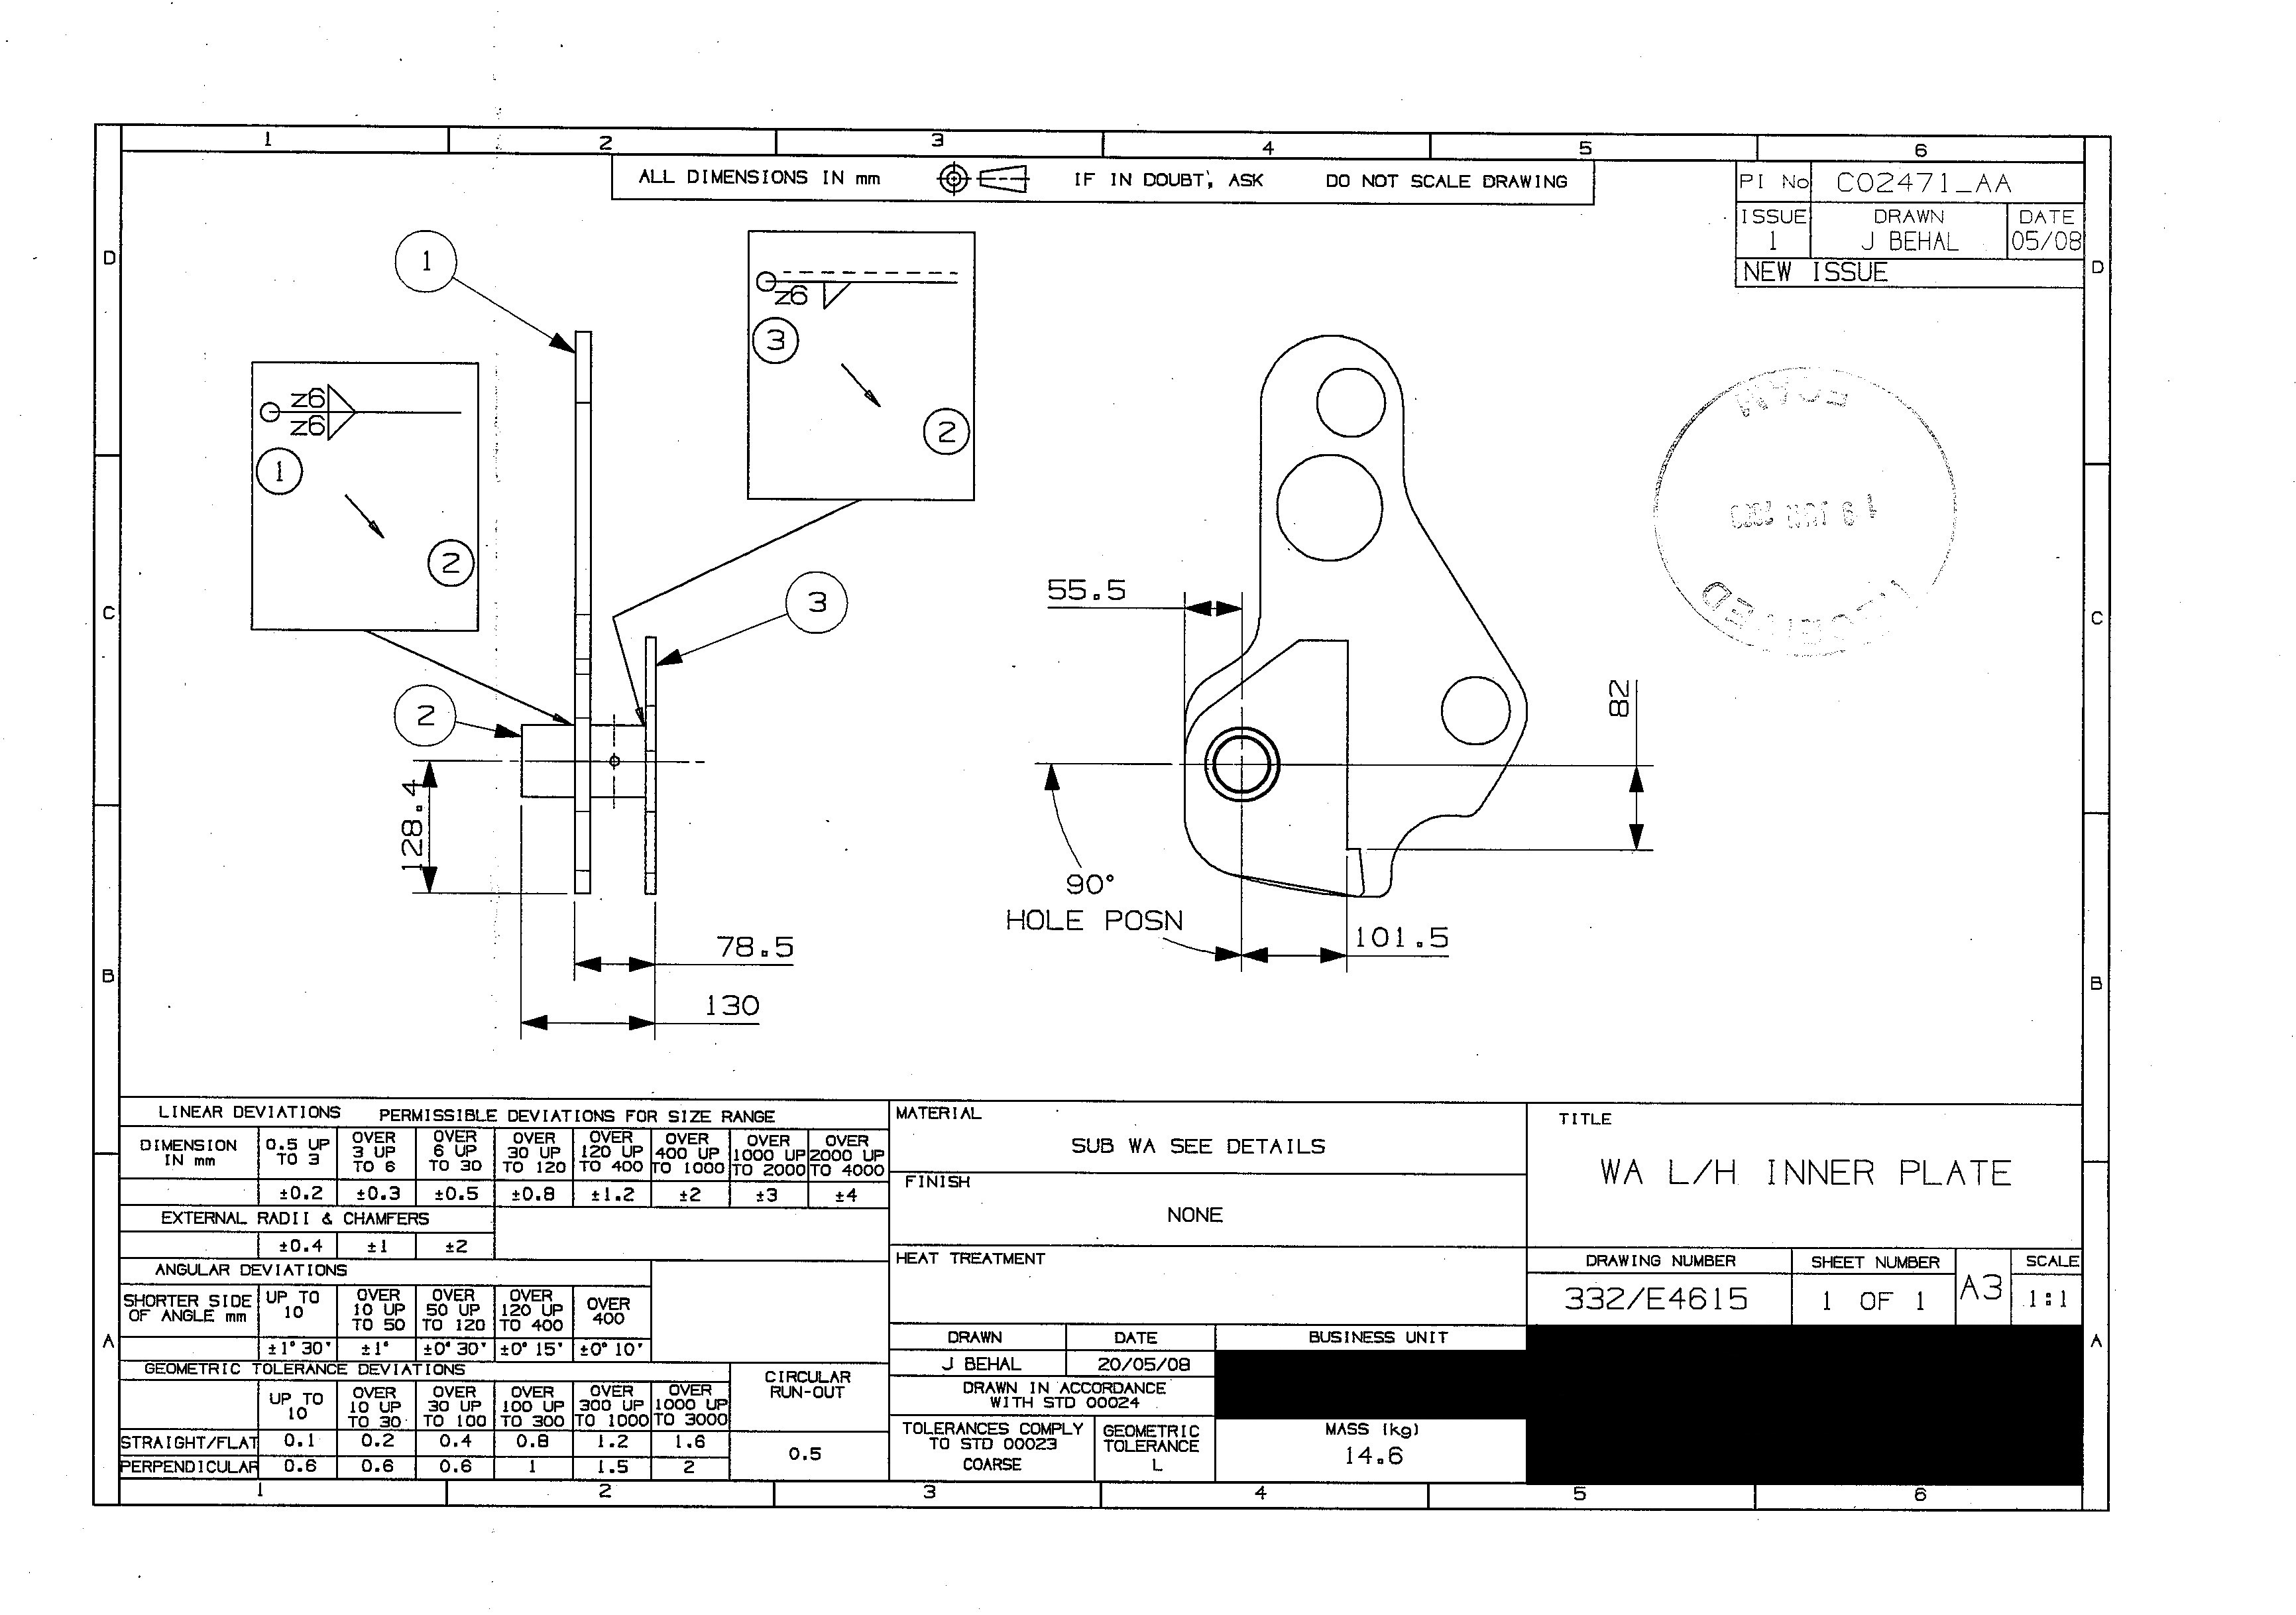 1 2 3 4 5 6
ALL DIMENSIONS IN mm IF IN DOUBT, ASK DO NOT SCALE DRAWING
PI No C02471_AA
ISSUE DRAWN DATE
1 J BEHAL 05/08
NEW ISSUE
D D
1
z6
3
2
z6
z6
1
2
3
2
C C
128.4
78.5
130
55.5
82
90°
HOLE POSN
101.5
RECEIVED
B B
LINEAR DEVIATIONS PERMISSIBLE DEVIATIONS FOR SIZE RANGE
DIMENSION IN mm 0.5 UP TO 3 OVER 3 UP TO 6 OVER 6 UP TO 30 OVER 30 UP TO 120 OVER 120 UP TO 400 OVER 400 UP TO 1000 OVER 1000 UP TO 2000 OVER 2000 UP TO 4000
±0.2 ±0.3 ±0.5 ±0.8 ±1.2 ±2 ±3 ±4
EXTERNAL RADII & CHAMFERS
±0.4 ±1 ±2
ANGULAR DEVIATIONS
SHORTER SIDE OF ANGLE mm UP TO 10 OVER 10 UP TO 50 OVER 50 UP TO 120 OVER 120 UP TO 400 OVER 400
±1° 30' ±1° ±0° 30' ±0° 15' ±0° 10'
GEOMETRIC TOLERANCE DEVIATIONS
UP TO 10 OVER 10 UP TO 30 OVER 30 UP TO 100 OVER 100 UP TO 300 OVER 300 UP TO 1000 OVER 1000 UP TO 3000
CIRCULAR RUN-OUT
STRAIGHT/FLAT 0.1 0.2 0.4 0.8 1.2 1.6
PERPENDICULAR 0.6 0.6 0.6 1 1.5 2
0.5
MATERIAL
SUB WA SEE DETAILS
FINISH
NONE
HEAT TREATMENT
DRAWN DATE BUSINESS UNIT
J BEHAL 20/05/08
DRAWN IN ACCORDANCE
WITH STD 00024
TOLERANCES COMPLY
TO STD 00023
COARSE
GEOMETRIC
TOLERANCE
L
MASS (kg)
14.6
TITLE
WA L/H INNER PLATE
DRAWING NUMBER SHEET NUMBER A3 SCALE
332/E4615 1 OF 1 1:1
A A
1 2 3 4 5 6